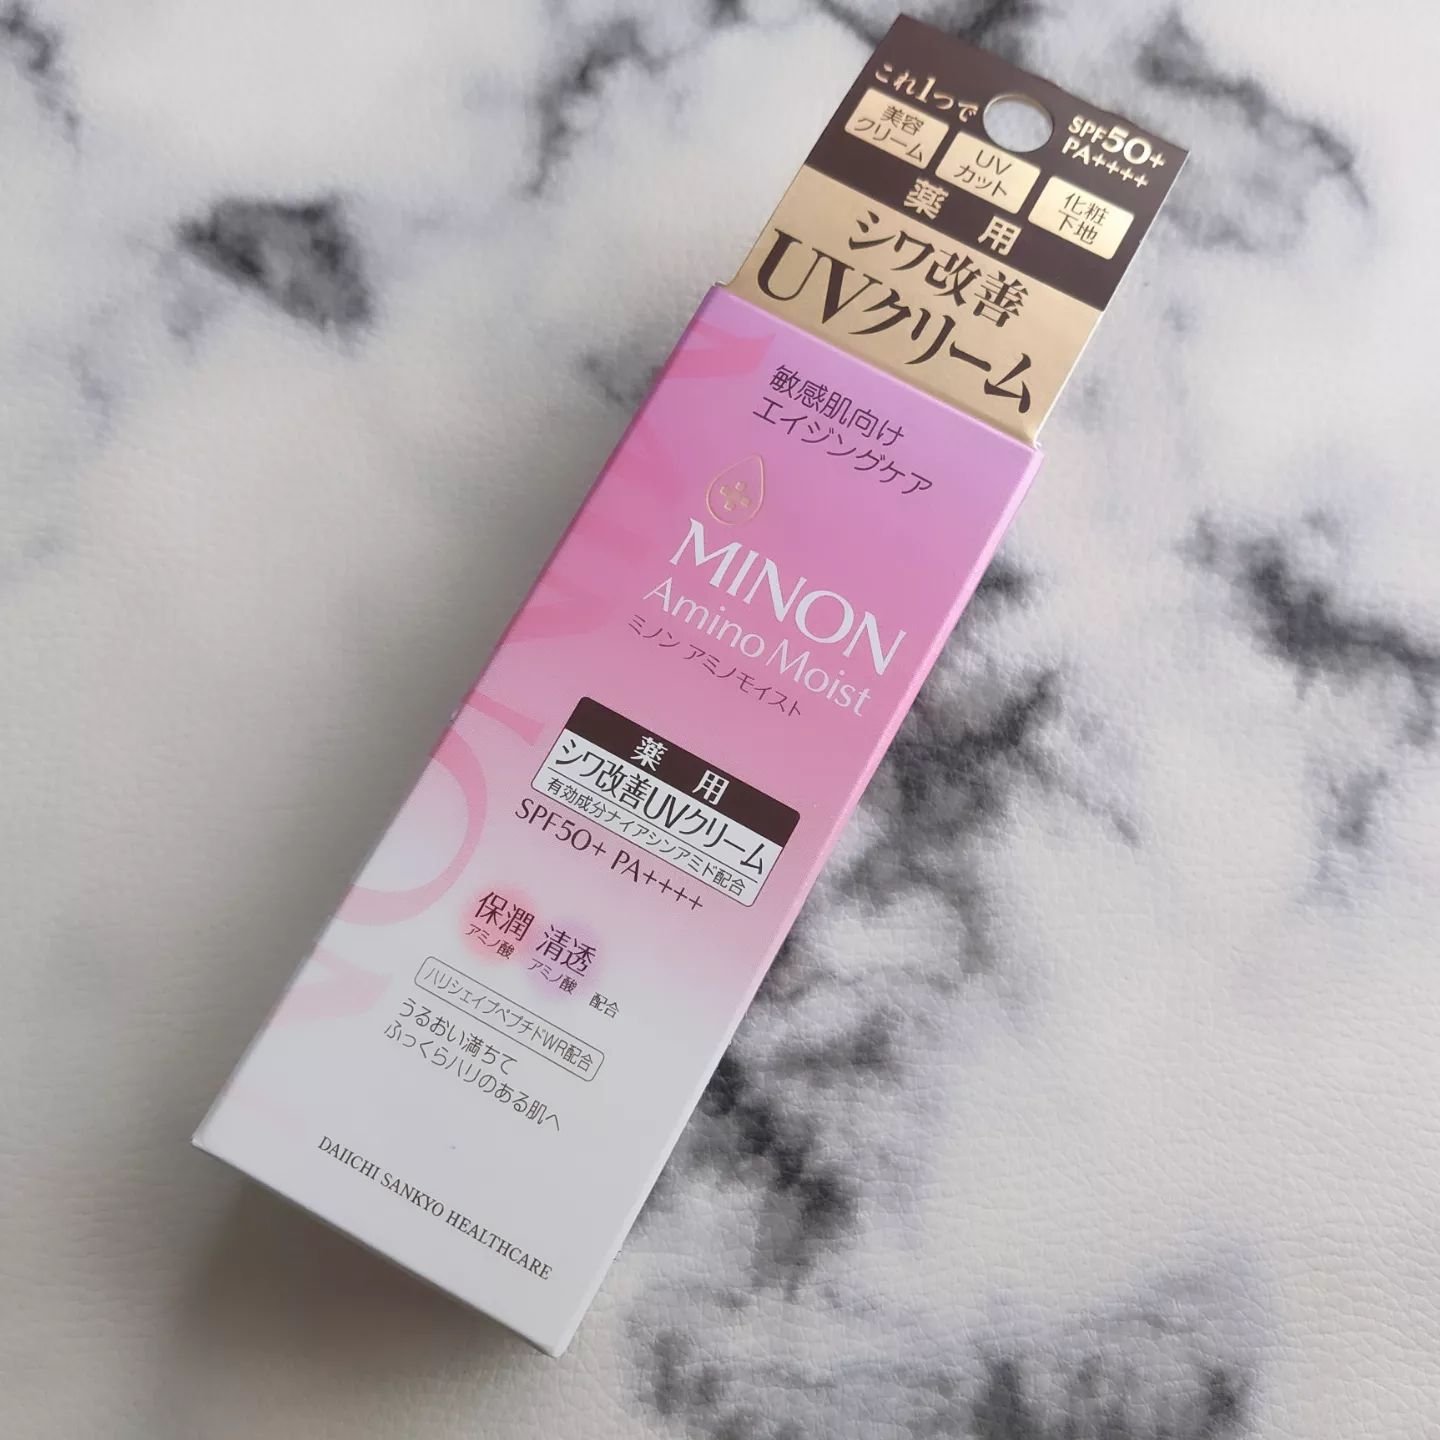 これ1つで
美容
クリーム
UV
カット
化粧
下地
SPF50+
PA++++
薬用
シワ改善
UVクリーム
敏感肌向け
エイジングケア
MINON
Amino Moist
ミノン アミノモイスト
薬用
シワ改善UVクリーム
有効成分ナイアシンアミド配合
SPF50+ PA++++
保潤
アミノ酸
清透
アミノ酸
配合
ハリシェイプペプチドWR配合
うるおい満ちて
ふっくらハリのある肌へ
DAIICHI SANKYO HEALTHCARE